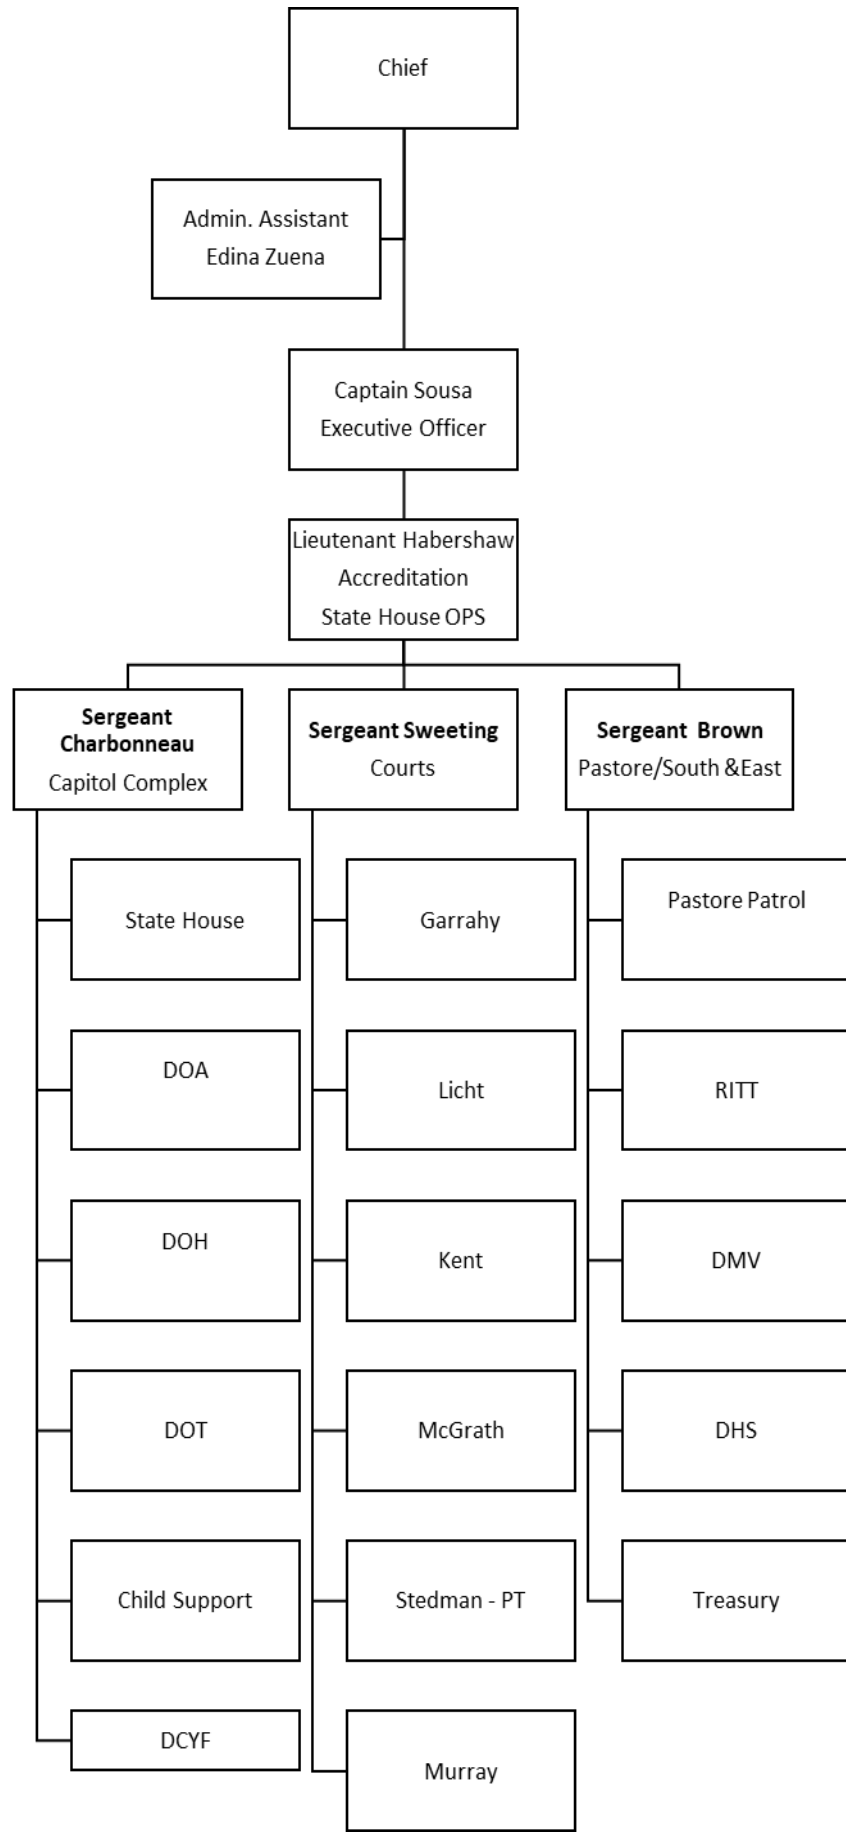 Chief
Admin. Assistant
Edina Zuena
Captain Sousa
Executive Officer
Lieutenant Habershaw
Accreditation
State House OPS
Sergeant
Charbonneau
Capitol Complex
Sergeant Sweeting
Courts
Sergeant Brown
Pastore/South &East
State House
DOA
DOH
DOT
Child Support
DCYF
Garrahy
Licht
Kent
McGrath
Stedman - PT
Murray
Pastore Patrol
RITT
DMV
DHS
Treasury